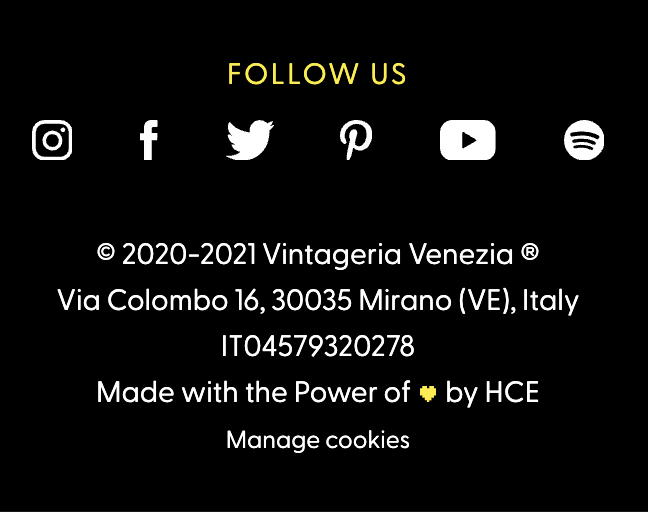 FOLLOW US
© 2020-2021 Vintageria Venezia ®
Via Colombo 16, 30035 Mirano (VE), Italy
IT04579320278
Made with the Power of 💛 by HCE
Manage cookies